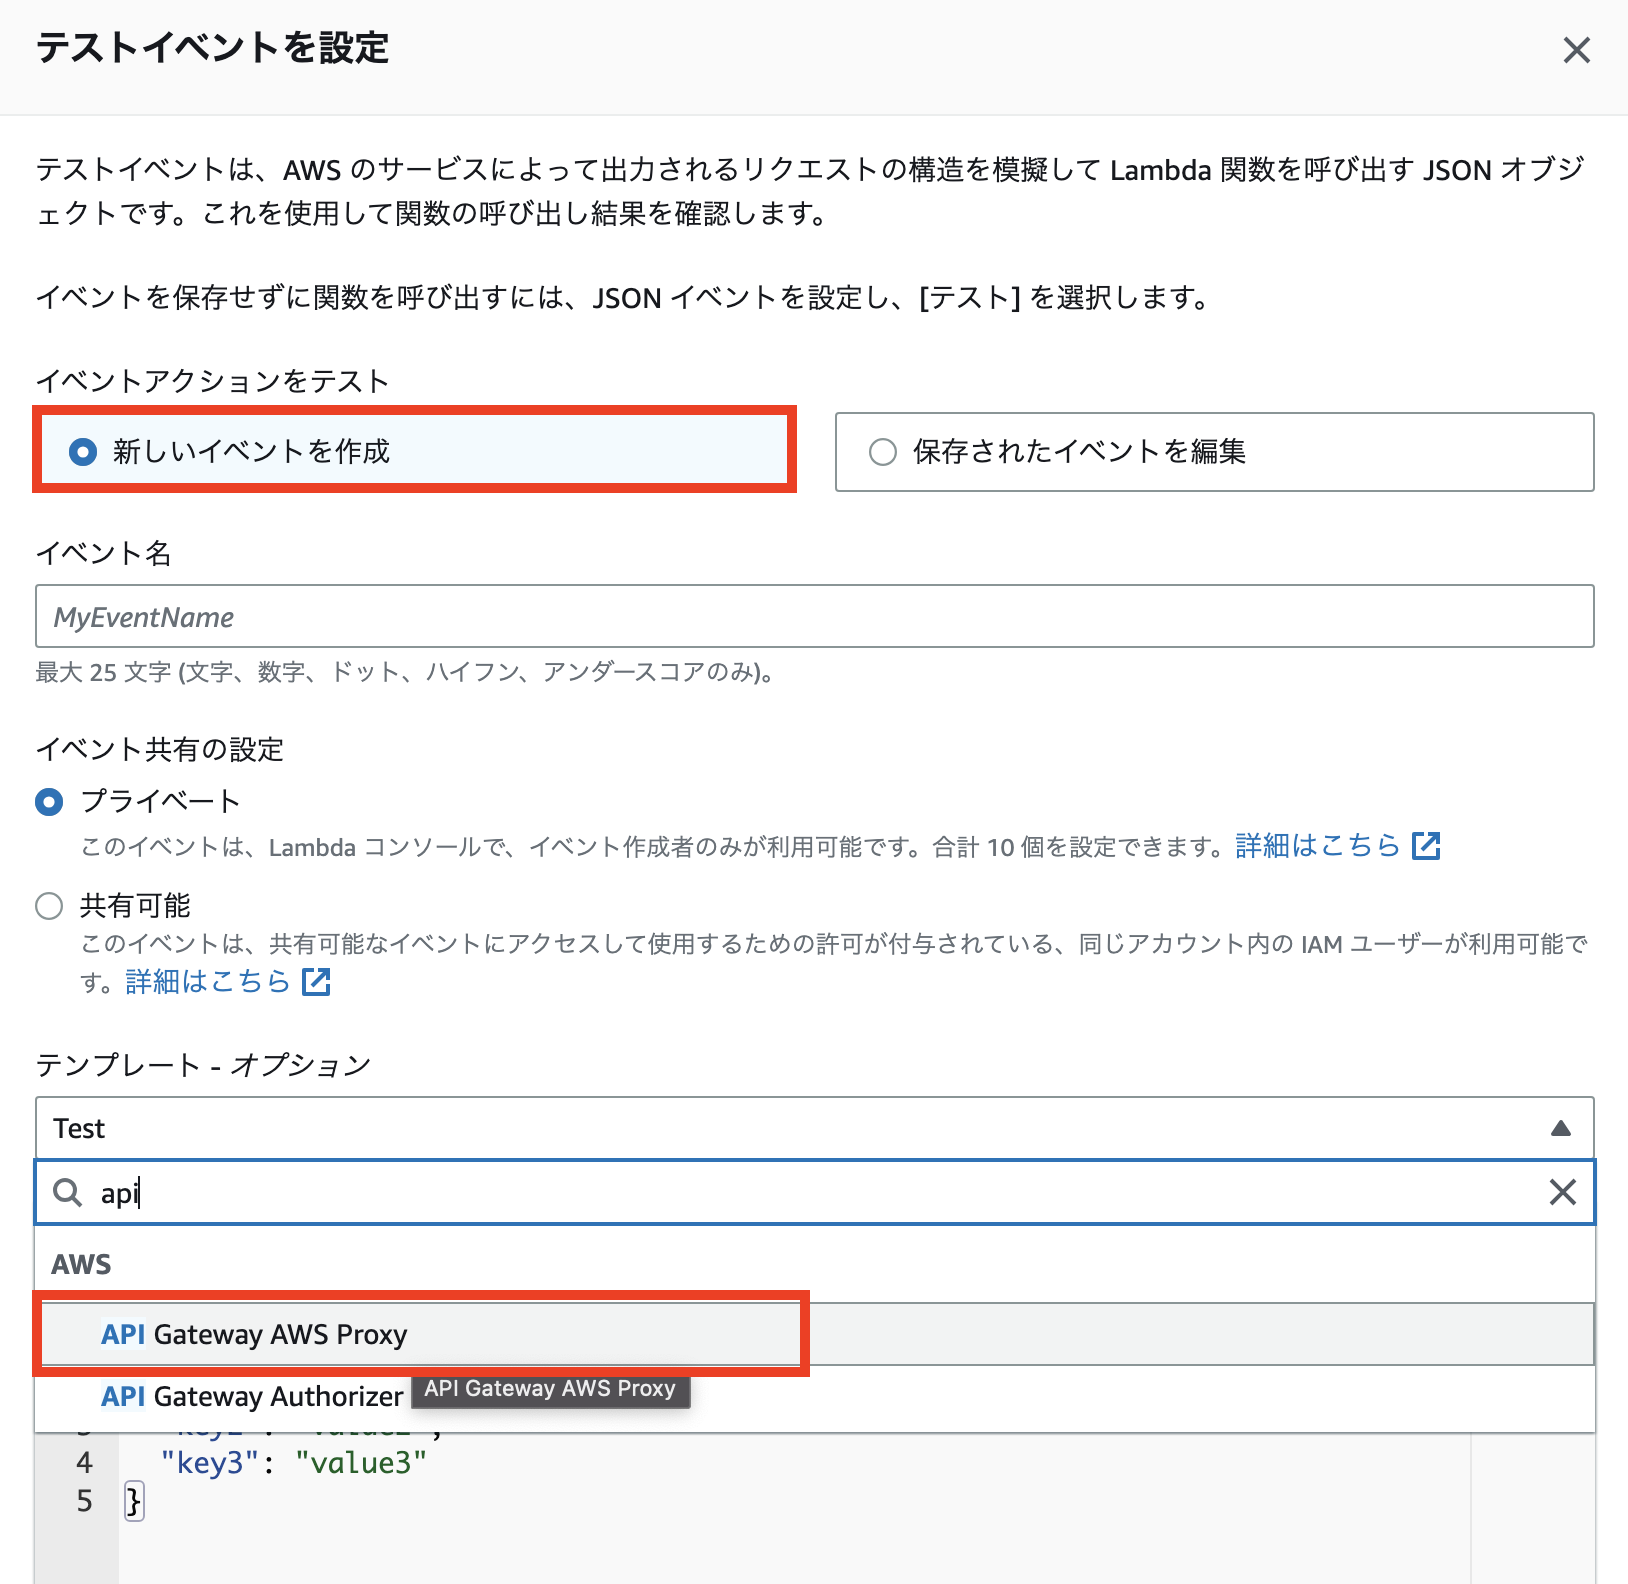 テストイベントを設定
テストイベントは、AWS のサービスによって出力されるリクエストの構造を模擬して Lambda 関数を呼び出す JSON オブジ
ェクトです。これを使用して関数の呼び出し結果を確認します。
イベントを保存せずに関数を呼び出すには、JSON イベントを設定し、[テスト] を選択します。
イベントアクションをテスト
新しいイベントを作成
保存されたイベントを編集
イベント名
MyEventName
最大 25 文字 (文字、数字、ドット、ハイフン、アンダースコアのみ)。
イベント共有の設定
プライベート
このイベントは、Lambda コンソールで、イベント作成者のみが利用可能です。合計 10 個を設定できます。詳細はこちら
共有可能
このイベントは、共有可能なイベントにアクセスして使用するための許可が付与されている、同じアカウント内の IAM ユーザーが利用可能で
す。詳細はこちら
テンプレート - オプション
Test
api
AWS
API Gateway AWS Proxy
API Gateway Authorizer
API Gateway AWS Proxy
3 "key2": "value2",
4 "key3": "value3"
5 }